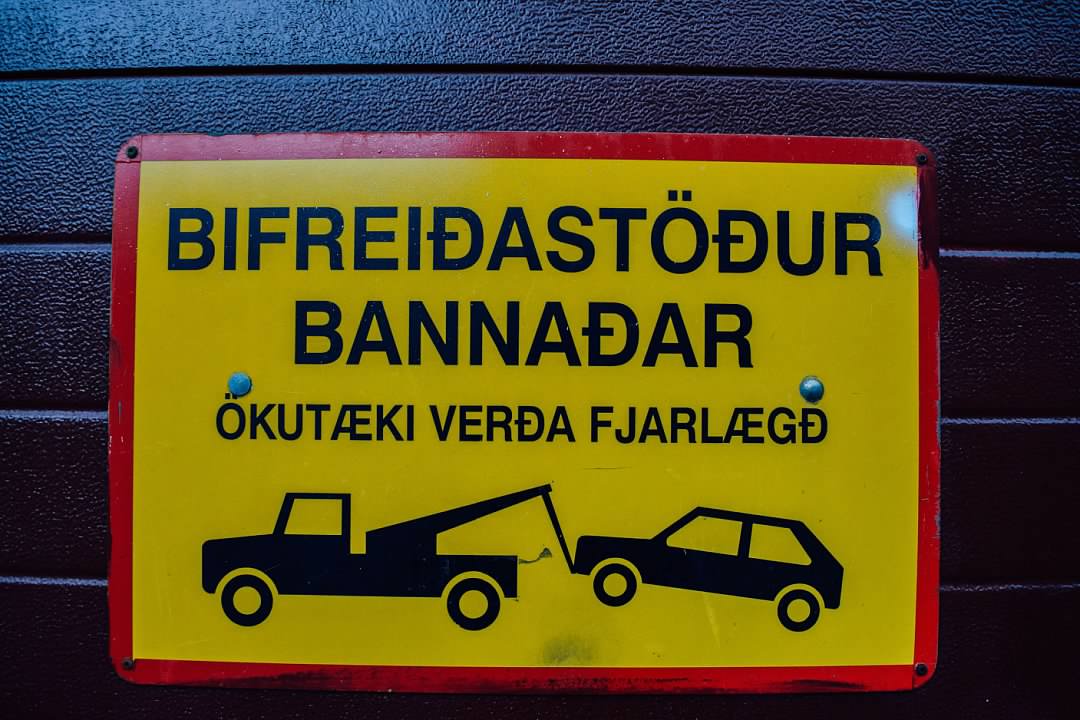 BIFREIÐASTÖÐUR
BANNAÐAR
ÖKUTÆKI VERÐA FJARLÆGÐ